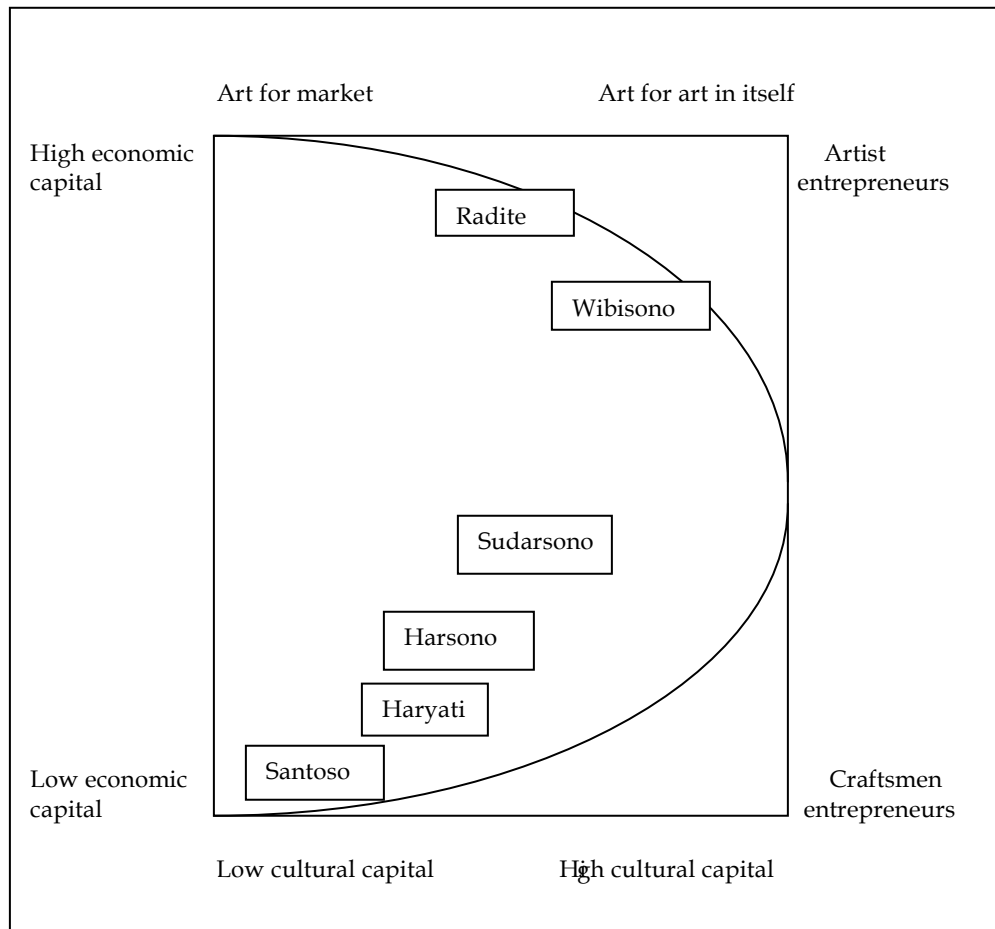 Art for market
Art for art in itself
High economic
capital
Artist
entrepreneurs
Radite
Wibisono
Sudarsono
Harsono
Haryati
Santoso
Low economic
capital
Craftsmen
entrepreneurs
Low cultural capital
High cultural capital